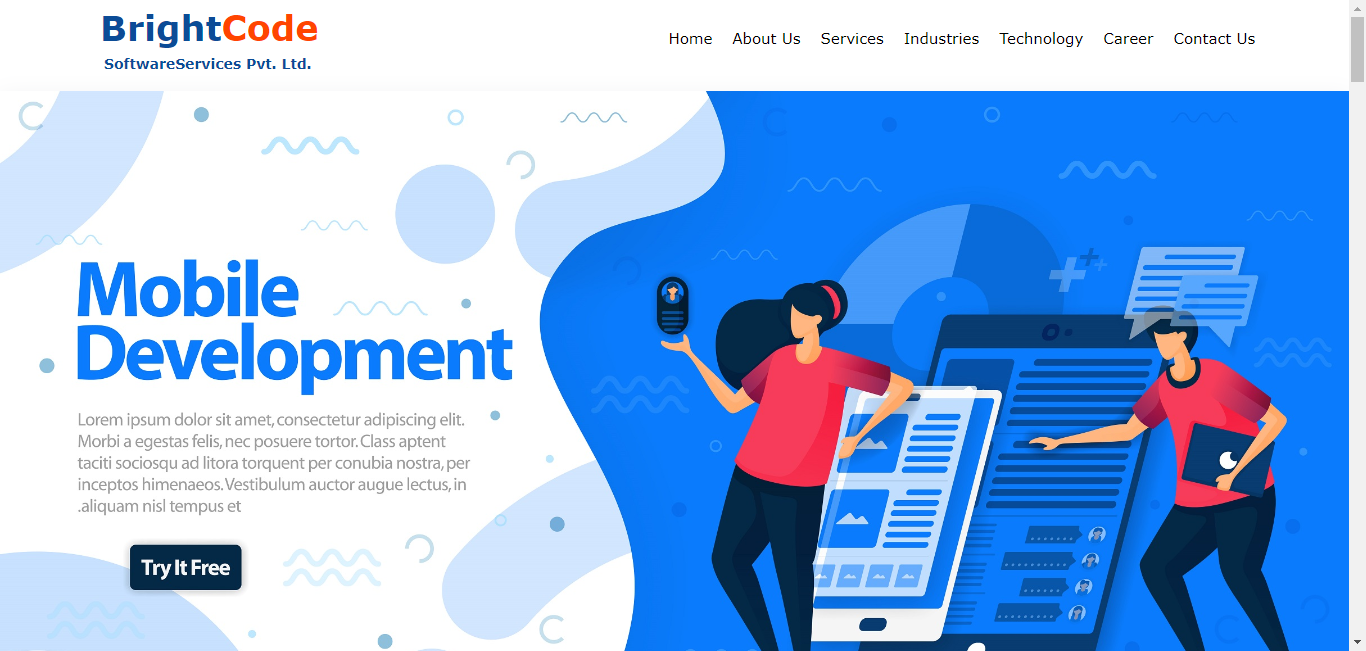 BrightCode
SoftwareServices Pvt. Ltd.
Home About Us Services Industries Technology Career Contact Us
Mobile
Development
Lorem ipsum dolor sit amet, consectetur adipiscing elit.
Morbi a egestas felis, nec posuere tortor. Class aptent
taciti sociosqu ad litora torquent per conubia nostra, per
inceptos himenaeos. Vestibulum auctor augue lectus, in
.aliquam nisl tempus et
Try It Free